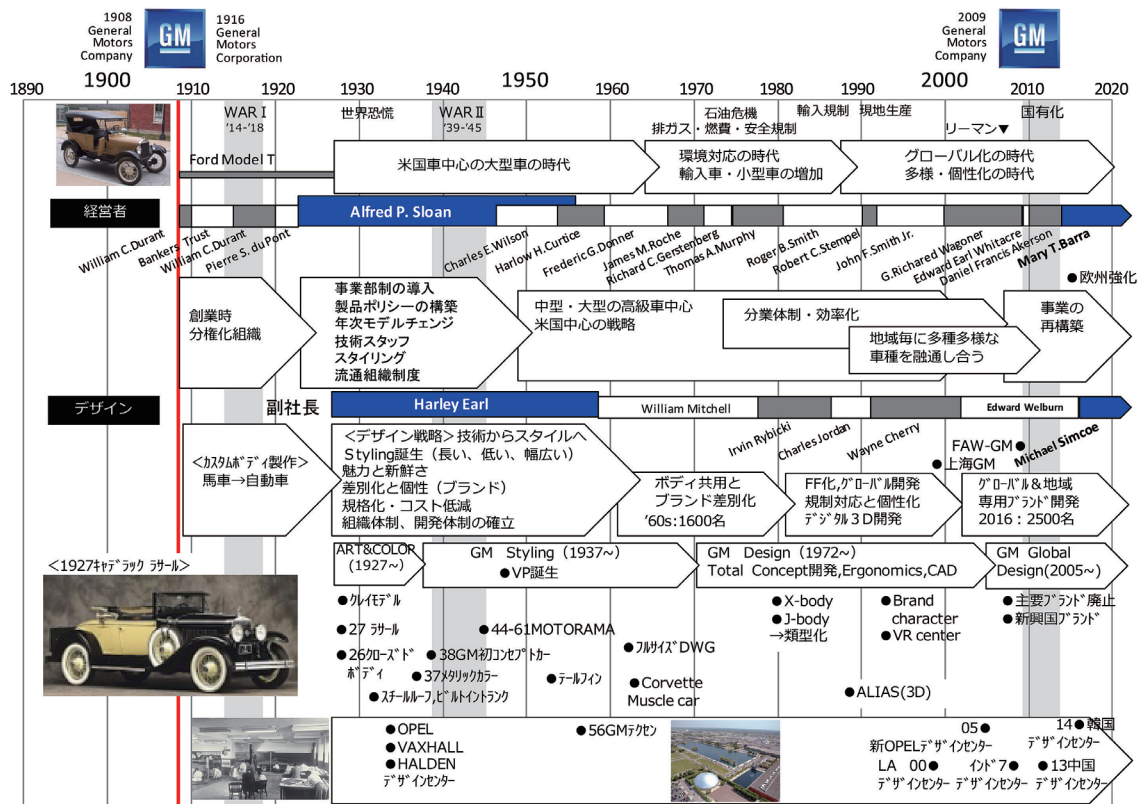 1908
General
Motors
Company
GM
1916
General
Motors
Corporation
2009
General
Motors
Company
GM
1890
1900
1910
1920
1930
1940
1950
1960
1970
1980
1990
2000
2010
2020
WAR I
'14-'18
世界恐慌
WAR II
'39-'45
石油危機
排ガス・燃費・安全規制
輸入規制
現地生産
リーマン▼
国有化
Ford Model T
米国車中心の大型車の時代
環境対応の時代
輸入車・小型車の増加
グローバル化の時代
多様・個性化の時代
経営者
Alfred P. Sloan
William C.Durant
Bankers Trust
William C.Durant
Pierre S. du Pont
Charles E.Wilson
Harlow H.Curtice
Frederic G.Donner
James M.Roche
Richard C.Gerstenberg
Thomas A.Murphy
Roger B.Smith
Robert C.Stempel
John F.Smith Jr.
G.Richared Wagoner
Edward Earl Whitacre
Daniel Francis Akerson
Mary T.Barra
●欧州強化
創業時
分権化組織
事業部制の導入
製品ポリシーの構築
年次モデルチェンジ
技術スタッフ
スタイリング
流通組織制度
中型・大型の高級車中心
米国中心の戦略
分業体制・効率化
地域毎に多種多様な
車種を融通し合う
事業の
再構築
デザイン
副社長
Harley Earl
William Mitchell
Edward Welburn
Irvin Rybicki
Charles Jordan
Wayne Cherry
Michael Simcoe
FAW-GM
●上海GM
＜カスタムボディ製作＞
馬車→自動車
＜デザイン戦略＞技術からスタイルへ
Styling誕生（長い、低い、幅広い）
魅力と新鮮さ
差別化と個性（ブランド）
規格化・コスト低減
組織体制、開発体制の確立
ボディ共用と
ブランド差別化
'60s:1600名
FF化,グローバル開発
規制対応と個性化
デジタル３Ｄ開発
グローバル＆地域
専用ブランド開発
2016：2500名
ART&COLOR
(1927~)
GM Styling（1937~）
●VP誕生
GM Design（1972~）
Total Concept開発,Ergonomics,CAD
GM Global
Design(2005~)
＜1927ｷｬﾃﾞﾗｯｸ ﾗｻｰﾙ＞
●ｸﾚｲﾓﾃﾞﾙ
●27 ﾗｻｰﾙ
●26ｸﾛｰｽﾞﾄﾞ
ﾎﾞﾃﾞｨ
●44-61MOTORAMA
●38GM初ｺﾝｾﾌﾟﾄｶｰ
●37ﾒﾀﾘｯｸｶﾗｰ
●ｽﾁｰﾙﾙｰﾌ,ﾋﾞﾙﾄｲﾝﾄﾗﾝｸ
●テールフィン
●ﾌﾙｻｲｽﾞDWG
●Corvette
Muscle car
●X-body
●J-body
→類型化
●Brand
character
●VR center
●ALIAS(3D)
●主要ﾌﾞﾗﾝﾄﾞ廃止
●新興国ﾌﾞﾗﾝﾄﾞ
●OPEL
●VAXHALL
●HALDEN
ﾃﾞｻﾞｲﾝｾﾝﾀｰ
●56GMﾃｸｾﾝ
05●
新OPELﾃﾞｻﾞｲﾝｾﾝﾀｰ
LA 00●
ﾃﾞｻﾞｲﾝｾﾝﾀｰ
ｲﾝﾄﾞ7●
ﾃﾞｻﾞｲﾝｾﾝﾀｰ
14●韓国
ﾃﾞｻﾞｲﾝｾﾝﾀｰ
●13中国
ﾃﾞｻﾞｲﾝｾﾝﾀｰ